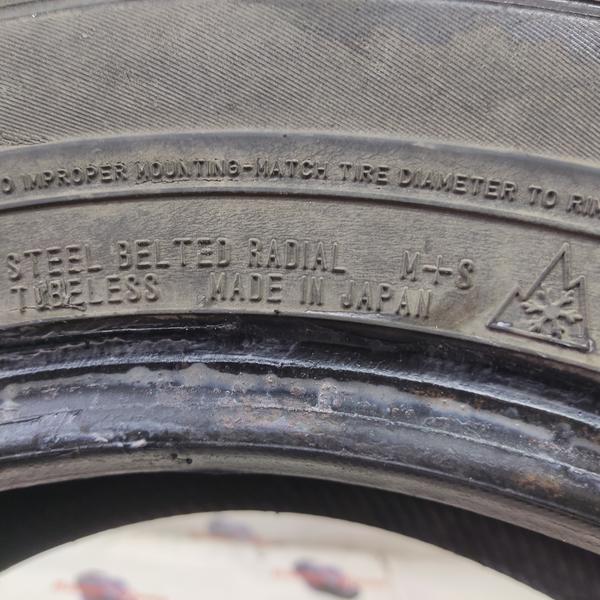 O IMPROPER MOUNTING-MATCH TIRE DIAMETER TO RIM
STEEL BELTED RADIAL M+S
TUBELESS MADE IN JAPAN